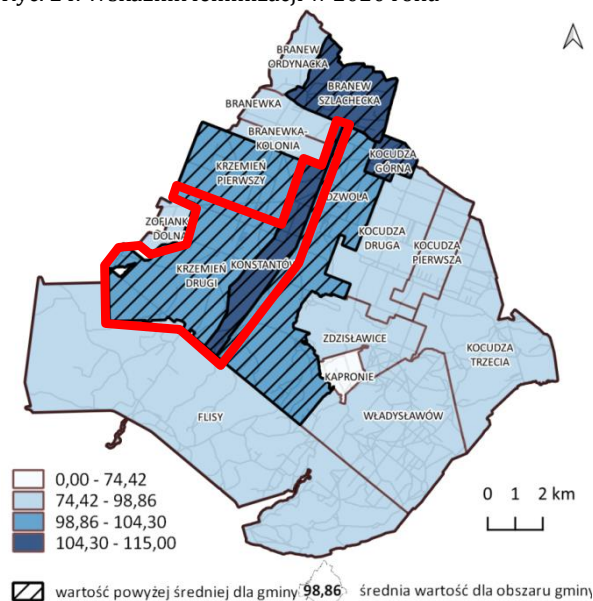 BRANEW
ORDYNACKA
BRANEW
SZLACHECKA
BRANEWKA
BRANEWKA-
KOLONIA
KOCUDZA
GÓRNA
KRZEMIEŃ
PIERWSZY
DZWOLA
ZOFIANK
DOLNA
KOCUDZA
DRUGA
KOCUDZA
PIERWSZA
KRZEMIEŃ
DRUGI
KONSTANTÓW
ZDZISŁAWICE
KOCUDZA
TRZECIA
KAPRONIE
FLISY
WŁADYSŁAWÓW
0,00 - 74,42
74,42 - 98,86
98,86 - 104,30
104,30 - 115,00
0 1 2 km
wartość powyżej średniej dla gminy
98,86 średnia wartość dla obszaru gminy